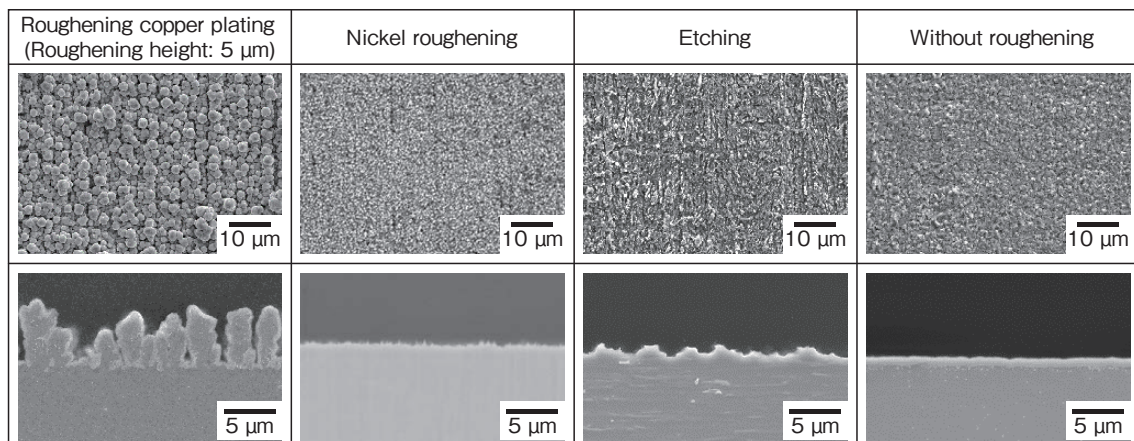 Roughening copper plating
(Roughening height: 5 μm)
Nickel roughening
Etching
Without roughening
10 μm
10 μm
10 μm
10 μm
5 μm
5 μm
5 μm
5 μm